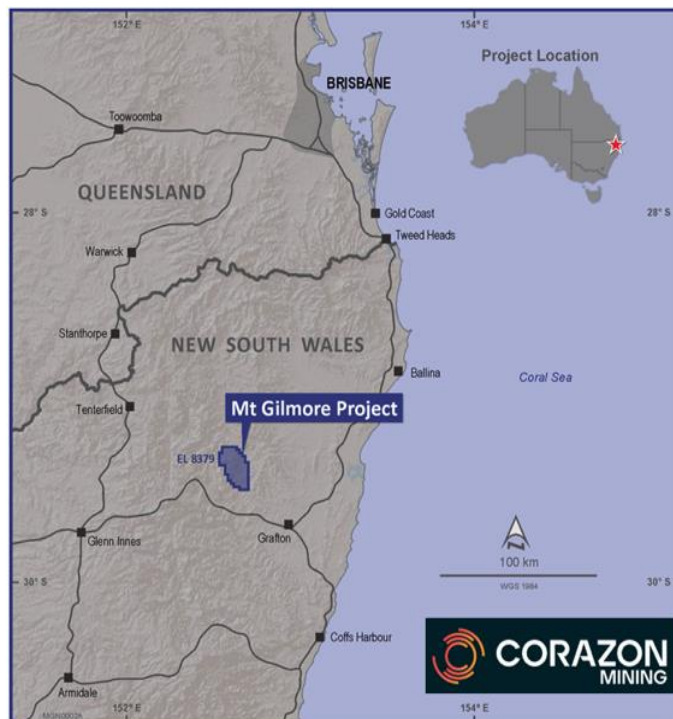 152° E
154° E
BRISBANE
Project Location
Toowoomba
QUEENSLAND
28° S
Gold Coast
28° S
Tweed Heads
Warwick
Stanthorpe
NEW SOUTH WALES
Ballina
Coral Sea
Tenterfield
Mt Gilmore Project
EL 8379
Grafton
Glenn Innes
100 km
WGS 1984
30° S
30° S
Coffs Harbour
CORAZON
MINING
Armidale
152° E
154° E